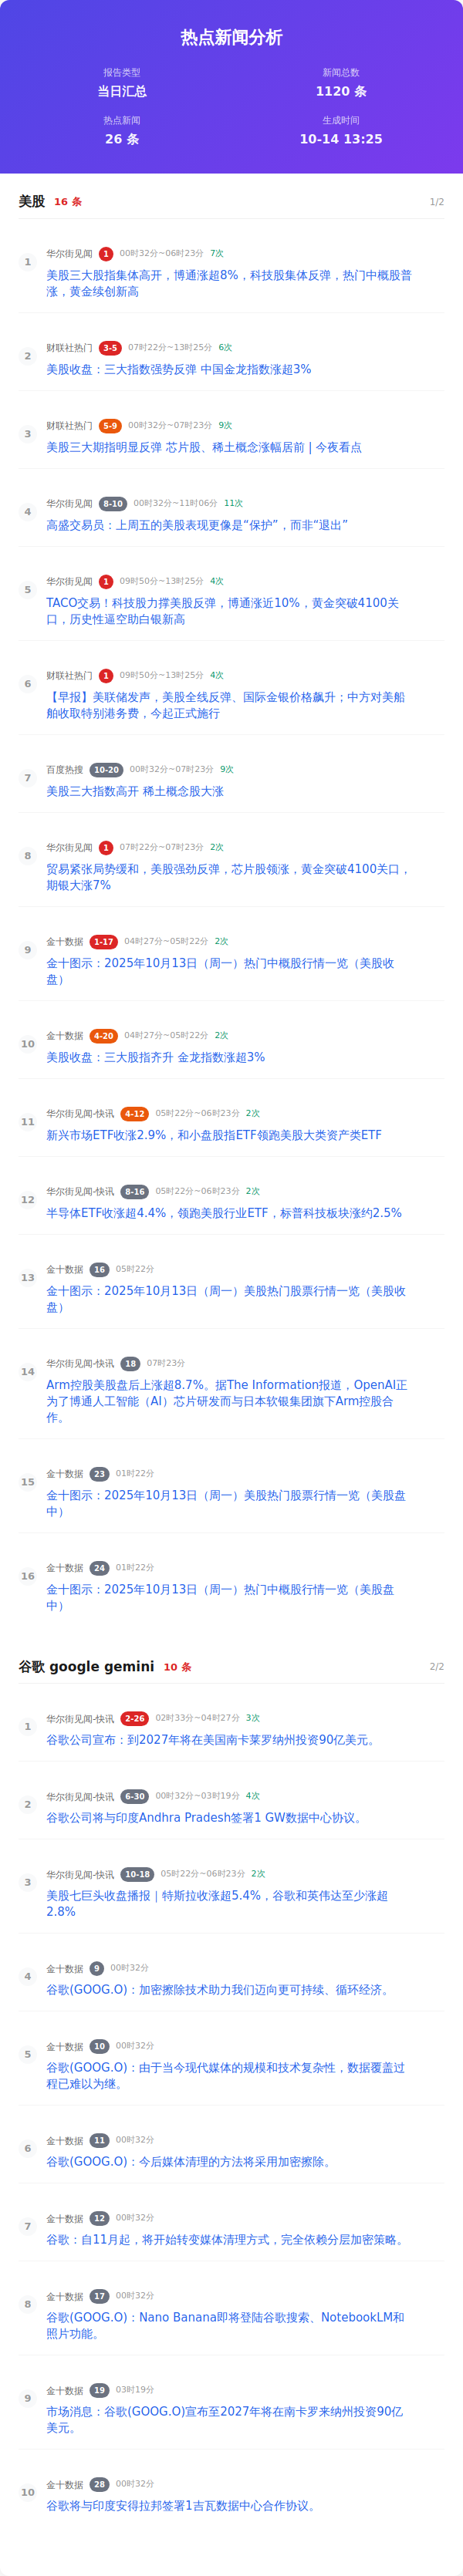 热点新闻分析
报告类型
新闻总数
当日汇总
1120 条
热点新闻
生成时间
26 条
10-14 13:25
美股 16 条
1/2
1
华尔街见闻 1 00时32分~06时23分 7次
美股三大股指集体高开，博通涨超8%，科技股集体反弹，热门中概股普
涨，黄金续创新高
2
财联社热门 3-5 07时22分~13时25分 6次
美股收盘：三大指数强势反弹 中国金龙指数涨超3%
3
财联社热门 5-9 00时32分~07时23分 9次
美股三大期指明显反弹 芯片股、稀土概念涨幅居前 | 今夜看点
4
华尔街见闻 8-10 00时32分~11时06分 11次
高盛交易员：上周五的美股表现更像是“保护”，而非“退出”
5
华尔街见闻 1 09时50分~13时25分 4次
TACO交易！科技股力撑美股反弹，博通涨近10%，黄金突破4100关
口，历史性逼空助白银新高
6
财联社热门 1 09时50分~13时25分 4次
【早报】美联储发声，美股全线反弹、国际金银价格飙升；中方对美船
舶收取特别港务费，今起正式施行
7
百度热搜 10-20 00时32分~07时23分 9次
美股三大指数高开 稀土概念股大涨
8
华尔街见闻 1 07时22分~07时23分 2次
贸易紧张局势缓和，美股强劲反弹，芯片股领涨，黄金突破4100关口，
期银大涨7%
9
金十数据 1-17 04时27分~05时22分 2次
金十图示：2025年10月13日（周一）热门中概股行情一览（美股收
盘）
10
金十数据 4-20 04时27分~05时22分 2次
美股收盘：三大股指齐升 金龙指数涨超3%
11
华尔街见闻-快讯 4-12 05时22分~06时23分 2次
新兴市场ETF收涨2.9%，和小盘股指ETF领跑美股大类资产类ETF
12
华尔街见闻-快讯 8-16 05时22分~06时23分 2次
半导体ETF收涨超4.4%，领跑美股行业ETF，标普科技板块涨约2.5%
13
金十数据 16 05时22分
金十图示：2025年10月13日（周一）美股热门股票行情一览（美股收
盘）
14
华尔街见闻-快讯 18 07时23分
Arm控股美股盘后上涨超8.7%。据The Information报道，OpenAI正
为了博通人工智能（AI）芯片研发而与日本软银集团旗下Arm控股合
作。
15
金十数据 23 01时22分
金十图示：2025年10月13日（周一）美股热门股票行情一览（美股盘
中）
16
金十数据 24 01时22分
金十图示：2025年10月13日（周一）热门中概股行情一览（美股盘
中）
谷歌 google gemini 10 条
2/2
1
华尔街见闻-快讯 2-26 02时33分~04时27分 3次
谷歌公司宣布：到2027年将在美国南卡莱罗纳州投资90亿美元。
2
华尔街见闻-快讯 6-30 00时32分~03时19分 4次
谷歌公司将与印度Andhra Pradesh签署1 GW数据中心协议。
3
华尔街见闻-快讯 10-18 05时22分~06时23分 2次
美股七巨头收盘播报｜特斯拉收涨超5.4%，谷歌和英伟达至少涨超
2.8%
4
金十数据 9 00时32分
谷歌(GOOG.O)：加密擦除技术助力我们迈向更可持续、循环经济。
5
金十数据 10 00时32分
谷歌(GOOG.O)：由于当今现代媒体的规模和技术复杂性，数据覆盖过
程已难以为继。
6
金十数据 11 00时32分
谷歌(GOOG.O)：今后媒体清理的方法将采用加密擦除。
7
金十数据 12 00时32分
谷歌：自11月起，将开始转变媒体清理方式，完全依赖分层加密策略。
8
金十数据 17 00时32分
谷歌(GOOG.O)：Nano Banana即将登陆谷歌搜索、NotebookLM和
照片功能。
9
金十数据 19 03时19分
市场消息：谷歌(GOOG.O)宣布至2027年将在南卡罗来纳州投资90亿
美元。
10
金十数据 28 00时32分
谷歌将与印度安得拉邦签署1吉瓦数据中心合作协议。